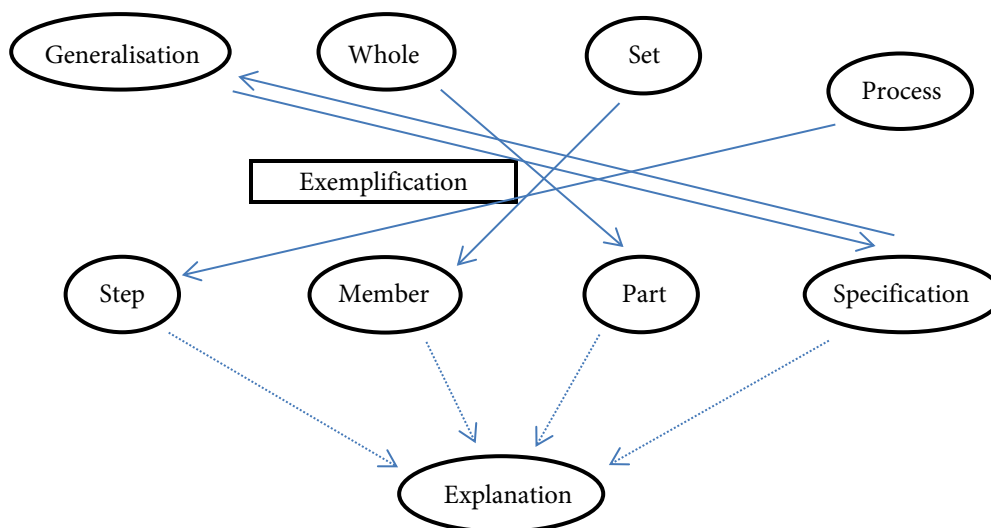 Generalisation
Whole
Set
Process
Exemplification
Step
Member
Part
Specification
Explanation